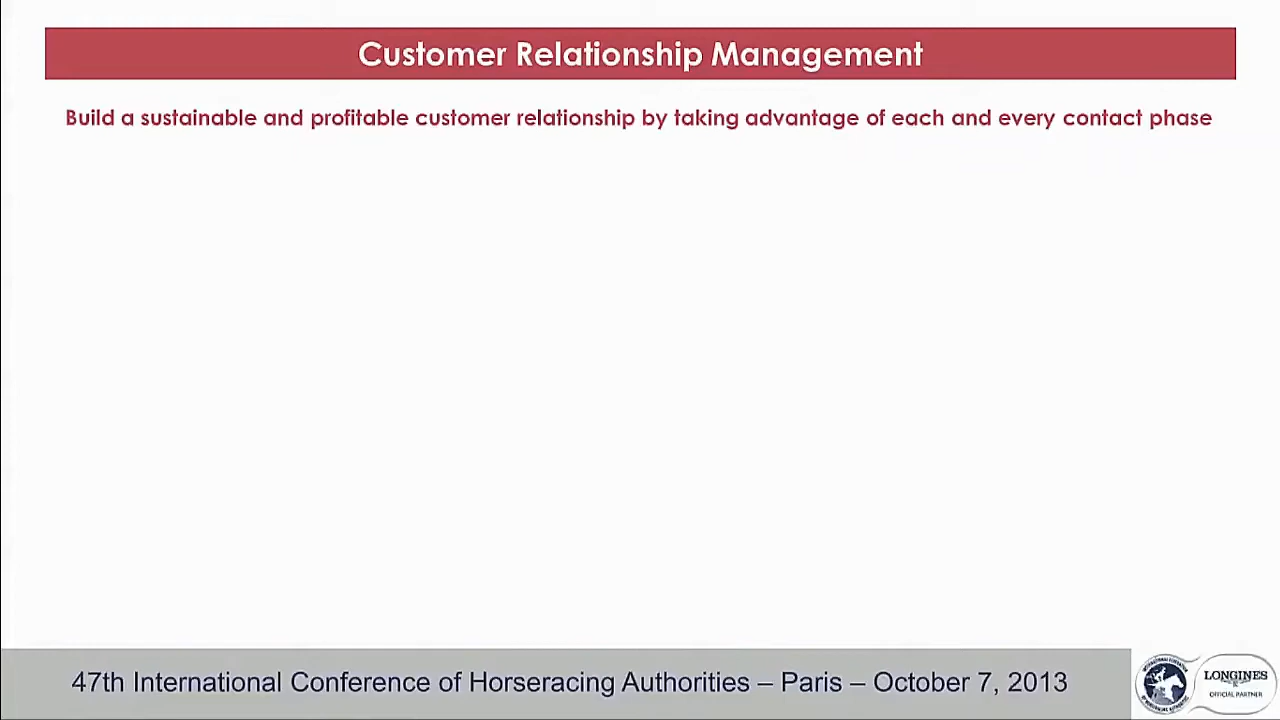 Customer Relationship Management
Build a sustainable and profitable customer relationship by taking advantage of each and every contact phase
47th International Conference of Horseracing Authorities – Paris – October 7, 2013
LONGINES
OFFICIAL PARTNER